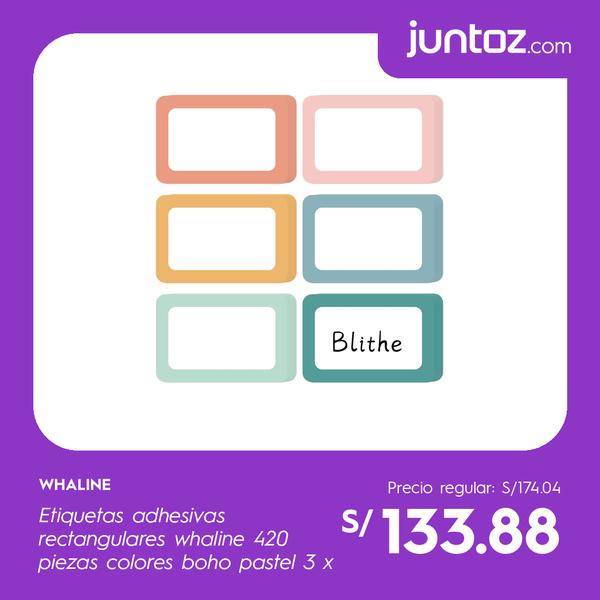 juntoz.com
Blithe
WHALINE
Etiquetas adhesivas
rectangulares whaline 420
piezas colores boho pastel 3 x
Precio regular: S/174.04
S/133.88